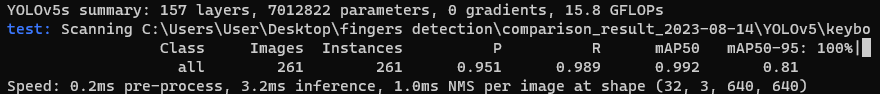 YOLOv5s summary: 157 layers, 7012822 parameters, 0 gradients, 15.8 GFLOPs
test: Scanning C:\Users\User\Desktop\fingers detection\comparison_result_2023-08-14\YOLOv5\keybo
Class Images Instances P R mAP50 mAP50-95: 100%|
all 261 261 0.951 0.989 0.992 0.81
Speed: 0.2ms pre-process, 3.2ms inference, 1.0ms NMS per image at shape (32, 3, 640, 640)